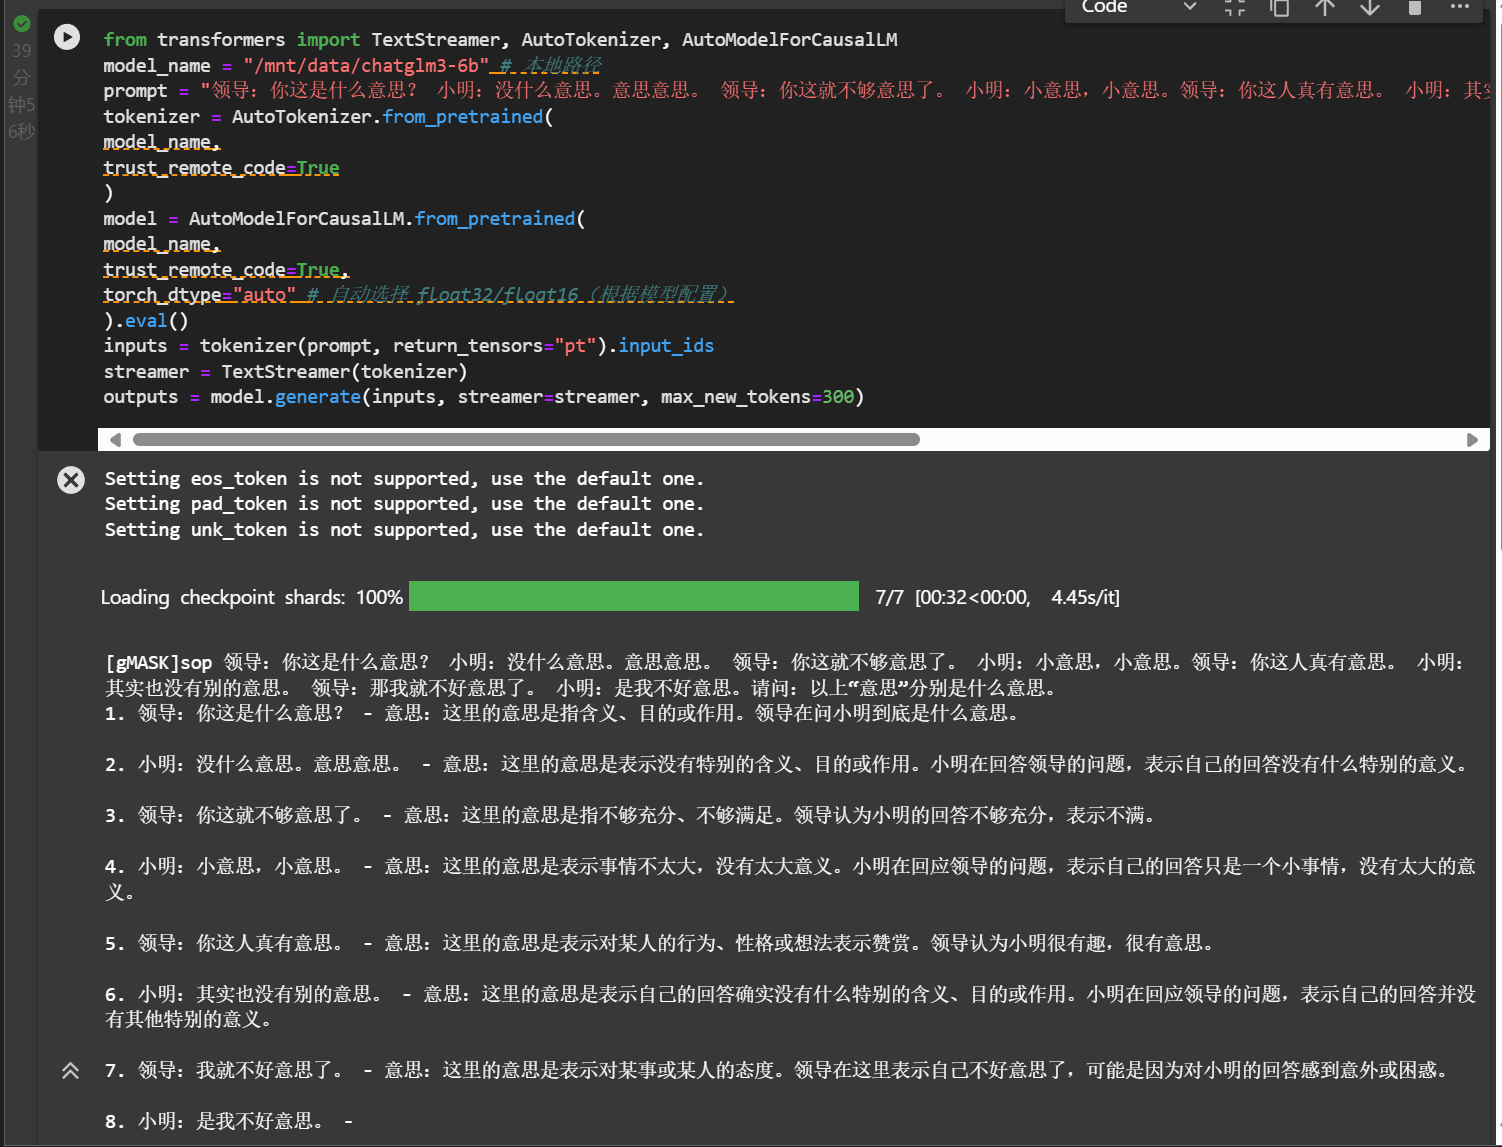 Code
39
分
钟5
6秒
from transformers import TextStreamer, AutoTokenizer, AutoModelForCausalLM
model_name = "/mnt/data/chatglm3-6b" # 本地路径
prompt = "领导：你这是什么意思？ 小明：没什么意思。意思意思。 领导：你这就不够意思了。 小明：小意思，小意思。领导：你这人真有意思。 小明：其实
tokenizer = AutoTokenizer.from_pretrained(
model_name,
trust_remote_code=True
)
model = AutoModelForCausalLM.from_pretrained(
model_name,
trust_remote_code=True,
torch_dtype="auto" # 自动选择 float32/float16（根据模型配置）
).eval()
inputs = tokenizer(prompt, return_tensors="pt").input_ids
streamer = TextStreamer(tokenizer)
outputs = model.generate(inputs, streamer=streamer, max_new_tokens=300)
Setting eos_token is not supported, use the default one.
Setting pad_token is not supported, use the default one.
Setting unk_token is not supported, use the default one.
Loading checkpoint shards: 100% 7/7 [00:32<00:00, 4.45s/it]
[gMASK]sop 领导：你这是什么意思？ 小明：没什么意思。意思意思。 领导：你这就不够意思了。 小明：小意思，小意思。领导：你这人真有意思。 小明：
其实也没有别的意思。 领导：那我就不好意思了。 小明：是我不好意思。请问：以上“意思”分别是什么意思。
1. 领导：你这是什么意思？ - 意思：这里的意思是指含义、目的或作用。领导在问小明到底是什么意思。
2. 小明：没什么意思。意思意思。 - 意思：这里的意思是表示没有特别的含义、目的或作用。小明在回答领导的问题，表示自己的回答没有什么特别的意义。
3. 领导：你这就不够意思了。 - 意思：这里的意思是指不够充分、不够满足。领导认为小明的回答不够充分，表示不满。
4. 小明：小意思，小意思。 - 意思：这里的意思是表示事情不太大，没有太大意义。小明在回应领导的问题，表示自己的回答只是一个小事情，没有太大的意
义。
5. 领导：你这人真有意思。 - 意思：这里的意思是表示对某人的行为、性格或想法表示赞赏。领导认为小明很有趣，很有意思。
6. 小明：其实也没有别的意思。 - 意思：这里的意思是表示自己的回答确实没有什么特别的含义、目的或作用。小明在回应领导的问题，表示自己的回答并没
有其他特别的意义。
7. 领导：我就不好意思了。 - 意思：这里的意思是表示对某事或某人的态度。领导在这里表示自己不好意思了，可能是因为对小明的回答感到意外或困惑。
8. 小明：是我不好意思。 -